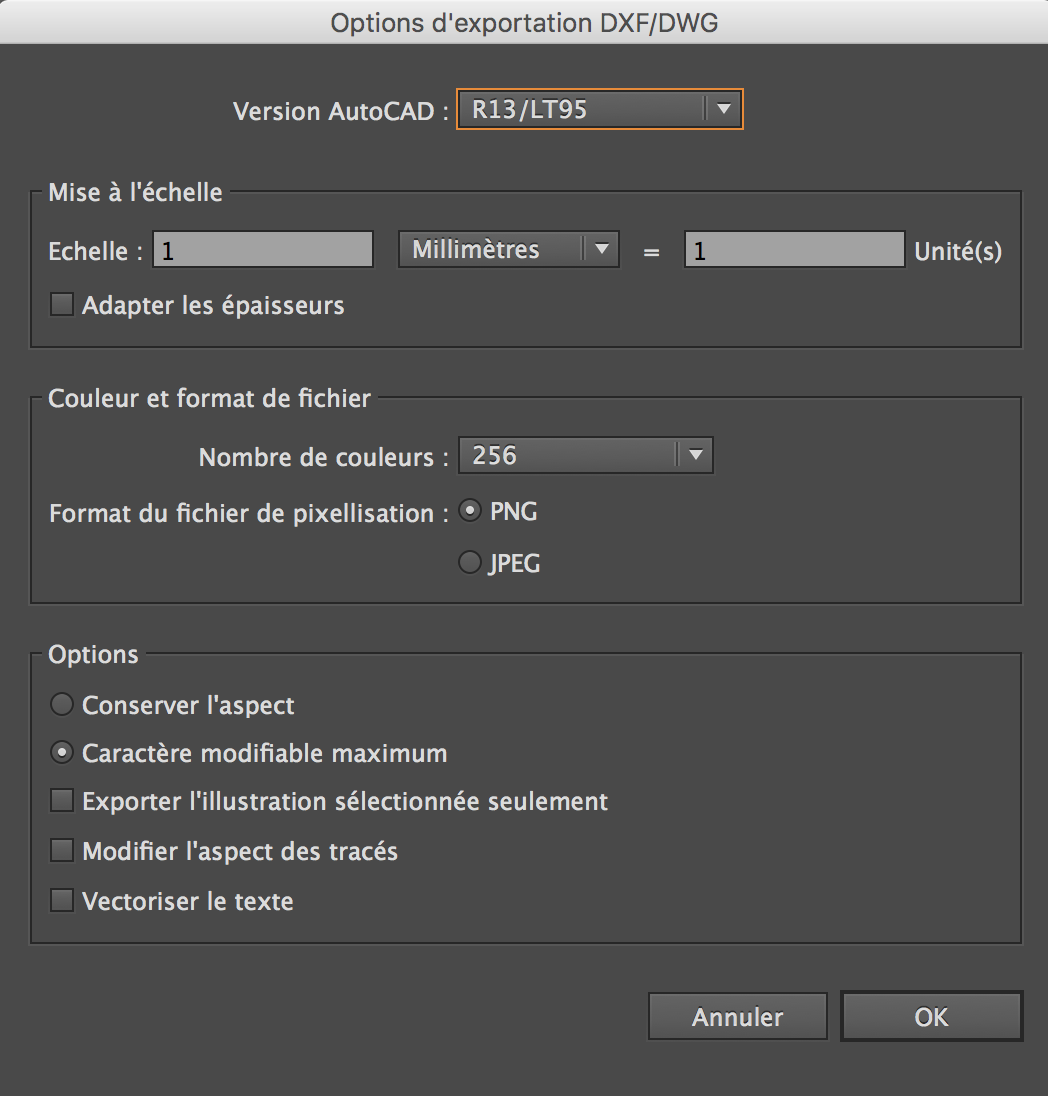 Options d'exportation DXF/DWG
Version AutoCAD : R13/LT95
Mise à l'échelle
Echelle : 1 Millimètres = 1 Unité(s)
Adapter les épaisseurs
Couleur et format de fichier
Nombre de couleurs : 256
Format du fichier de pixellisation : PNG
JPEG
Options
Conserver l'aspect
Caractère modifiable maximum
Exporter l'illustration sélectionnée seulement
Modifier l'aspect des tracés
Vectoriser le texte
Annuler OK